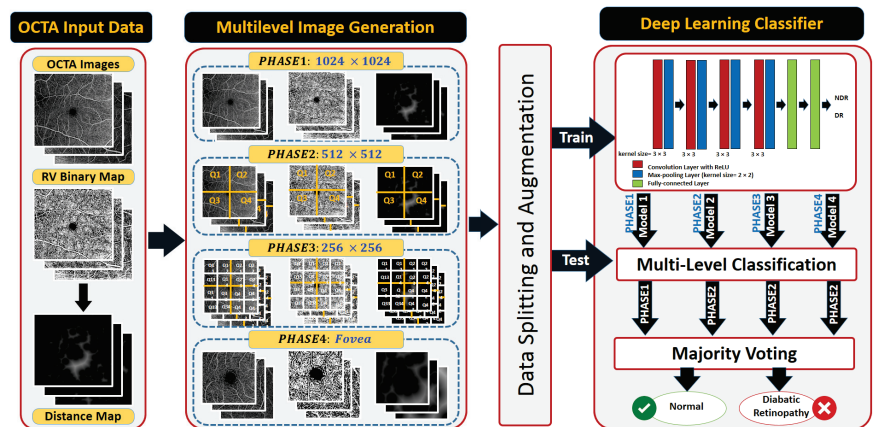 OCTA Input Data
OCTA Images
RV Binary Map
Distance Map
Multilevel Image Generation
PHASE1: 1024 × 1024
PHASE2: 512 × 512
Q1 Q2
Q3 Q4
PHASE3: 256 × 256
PHASE4: Fovea
Data Splitting and Augmentation
Train
Test
Deep Learning Classifier
NDR
DR
kernel size= 3 × 3
3 × 3
3 × 3
3 × 3
Convolution Layer with ReLU
Max-pooling Layer (kernel size= 2 × 2)
Fully-connected Layer
PHASE1
Model 1
PHASE2
Model 2
PHASE3
Model 3
PHASE4
Model 4
Multi-Level Classification
PHASE1
PHASE2
PHASE2
PHASE2
Majority Voting
Normal
Diabatic
Retinopathy